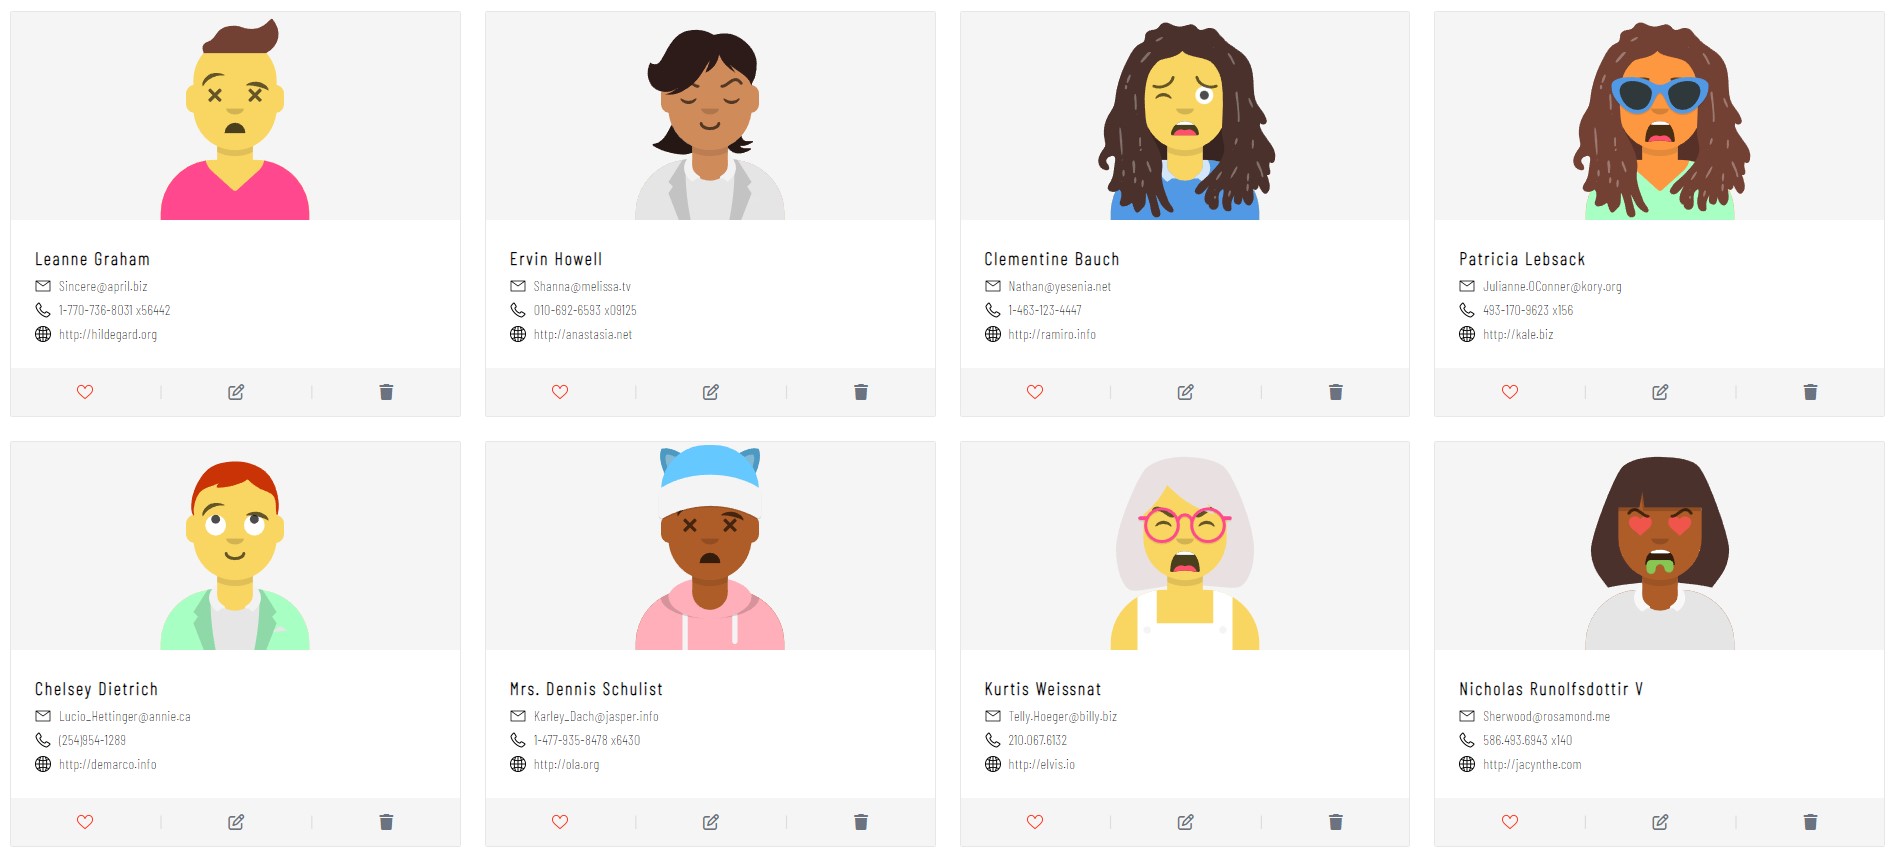 Leanne Graham
Sincere@april.biz
1-770-736-8031 x56442
http://hildegard.org
Ervin Howell
Shanna@melissa.tv
010-692-6593 x09125
http://anastasia.net
Clementine Bauch
Nathan@yesenia.net
1-463-123-4447
http://ramiro.info
Patricia Lebsack
Julianne.OConner@kory.org
493-170-9623 x156
http://kale.biz
Chelsey Dietrich
Lucio_Hettinger@annie.ca
(254)954-1289
http://demarco.info
Mrs. Dennis Schulist
Karley_Dach@jasper.info
1-477-935-8478 x6430
http://ola.org
Kurtis Weissnat
Telly.Hoeger@billy.biz
210.067.6132
http://elvis.io
Nicholas Runolfsdottir V
Sherwood@rosamond.me
586.493.6943 x140
http://jacynthe.com